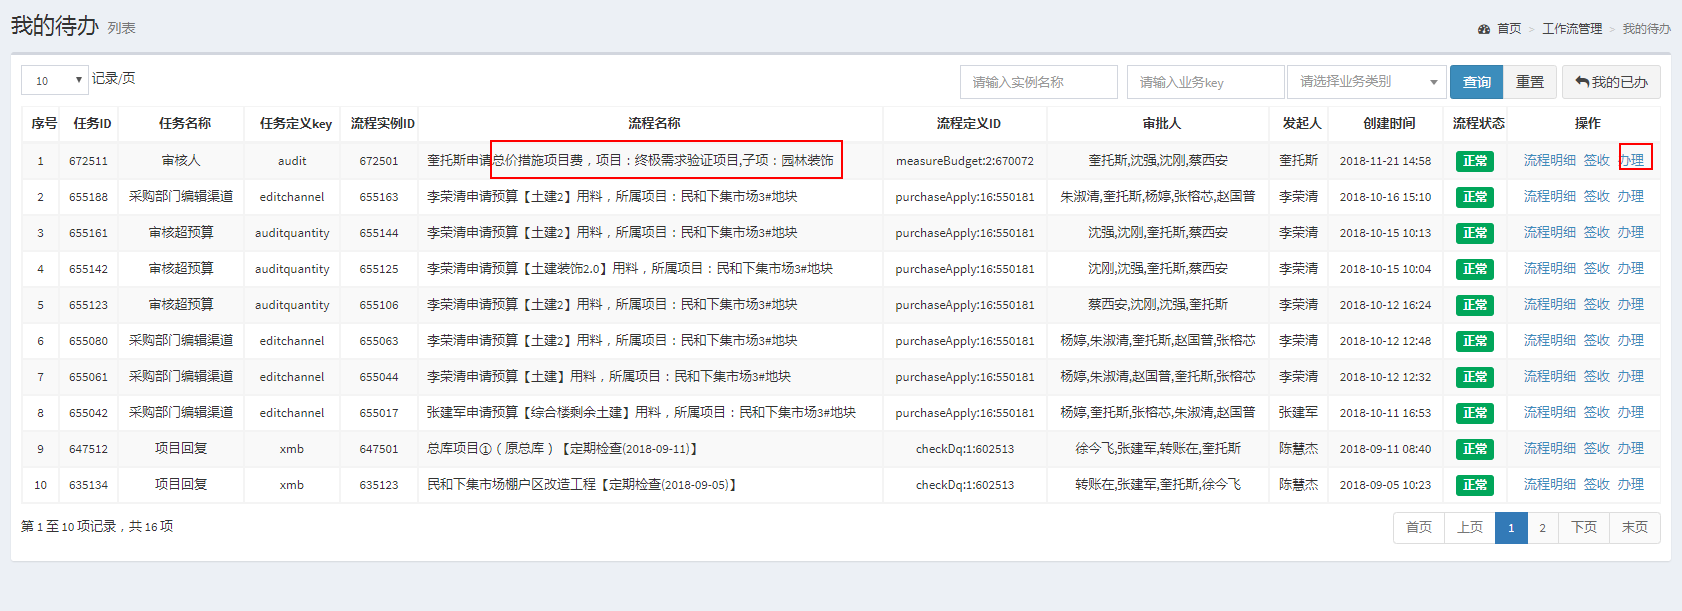 我的待办 列表
首页 > 工作流管理 > 我的待办
10 记录/页 请输入实例名称 请输入业务key 请选择业务类别 查询 重置 我的已办
序号 任务ID 任务名称 任务定义key 流程实例ID 流程名称 流程定义ID 审批人 发起人 创建时间 流程状态 操作
1 672511 审核人 audit 672501 奎托斯申请总价措施项目费，项目：终极需求验证项目,子项：园林装饰 measureBudget:2:670072 奎托斯,沈强,沈刚,蔡西安 奎托斯 2018-11-21 14:58 正常 流程明细 签收 办理
2 655188 采购部门编辑渠道 editchannel 655163 李荣清申请预算【土建2】用料，所属项目：民和下集市场3#地块 purchaseApply:16:550181 朱淑清,奎托斯,杨婷,张榕芯,赵国普 李荣清 2018-10-16 15:10 正常 流程明细 签收 办理
3 655161 审核超预算 auditquantity 655144 李荣清申请预算【土建2】用料，所属项目：民和下集市场3#地块 purchaseApply:16:550181 沈强,沈刚,奎托斯,蔡西安 李荣清 2018-10-15 10:13 正常 流程明细 签收 办理
4 655142 审核超预算 auditquantity 655125 李荣清申请预算【土建装饰2.0】用料，所属项目：民和下集市场3#地块 purchaseApply:16:550181 沈刚,沈强,奎托斯,蔡西安 李荣清 2018-10-15 10:04 正常 流程明细 签收 办理
5 655123 审核超预算 auditquantity 655106 李荣清申请预算【土建2】用料，所属项目：民和下集市场3#地块 purchaseApply:16:550181 蔡西安,沈刚,沈强,奎托斯 李荣清 2018-10-12 16:24 正常 流程明细 签收 办理
6 655080 采购部门编辑渠道 editchannel 655063 李荣清申请预算【土建2】用料，所属项目：民和下集市场3#地块 purchaseApply:16:550181 杨婷,朱淑清,奎托斯,赵国普,张榕芯 李荣清 2018-10-12 12:48 正常 流程明细 签收 办理
7 655061 采购部门编辑渠道 editchannel 655044 李荣清申请预算【土建】用料，所属项目：民和下集市场3#地块 purchaseApply:16:550181 杨婷,朱淑清,赵国普,奎托斯,张榕芯 李荣清 2018-10-12 12:32 正常 流程明细 签收 办理
8 655042 采购部门编辑渠道 editchannel 655017 张建军申请预算【综合楼剩余土建】用料，所属项目：民和下集市场3#地块 purchaseApply:16:550181 杨婷,奎托斯,张榕芯,朱淑清,赵国普 张建军 2018-10-11 16:53 正常 流程明细 签收 办理
9 647512 项目回复 xmb 647501 总库项目①（原总库）【定期检查(2018-09-11)】 checkDq:1:602513 徐今飞,张建军,转账在,奎托斯 陈慧杰 2018-09-11 08:40 正常 流程明细 签收 办理
10 635134 项目回复 xmb 635123 民和下集市场棚户区改造工程【定期检查(2018-09-05)】 checkDq:1:602513 转账在,张建军,奎托斯,徐今飞 陈慧杰 2018-09-05 10:23 正常 流程明细 签收 办理
第 1 至 10 项记录，共 16 项 首页 上页 1 2 下页 末页